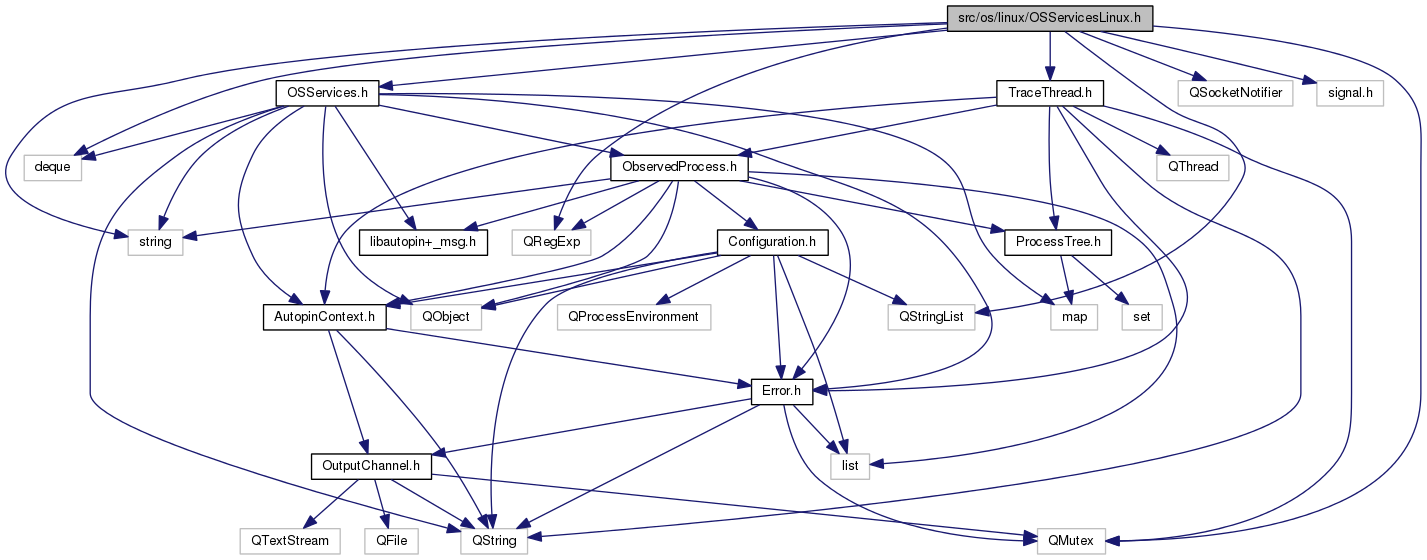 src/os/linux/OSServicesLinux.h
OSServices.h
TraceThread.h
QSocketNotifier
signal.h
deque
ObservedProcess.h
QThread
string
libautopin+_msg.h
QRegExp
Configuration.h
ProcessTree.h
AutopinContext.h
QObject
QProcessEnvironment
QStringList
map
set
Error.h
OutputChannel.h
list
QTextStream
QFile
QString
QMutex